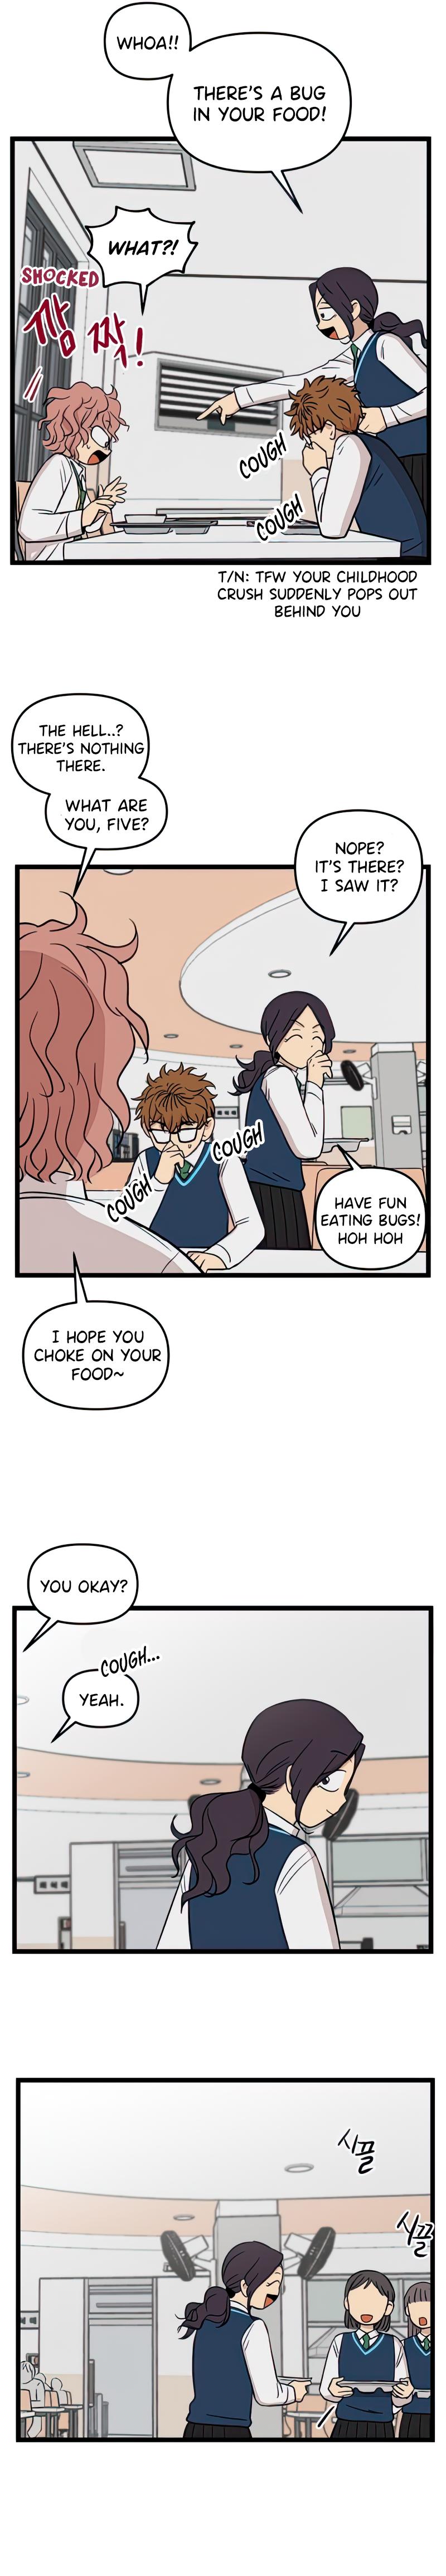 WHOA!!
THERE'S A BUG
IN YOUR FOOD!
WHAT?!
SHOCKED
깜짝!
COUGH
COUGH
T/N: TFW YOUR CHILDHOOD
CRUSH SUDDENLY POPS OUT
BEHIND YOU
THE HELL..?
THERE'S NOTHING
THERE.
WHAT ARE
YOU, FIVE?
NOPE?
IT'S THERE?
I SAW IT?
COUGH
COUGH
HAVE FUN
EATING BUGS!
HOH HOH
I HOPE YOU
CHOKE ON YOUR
FOOD~
YOU OKAY?
COUGH...
YEAH.
시끌
시끌